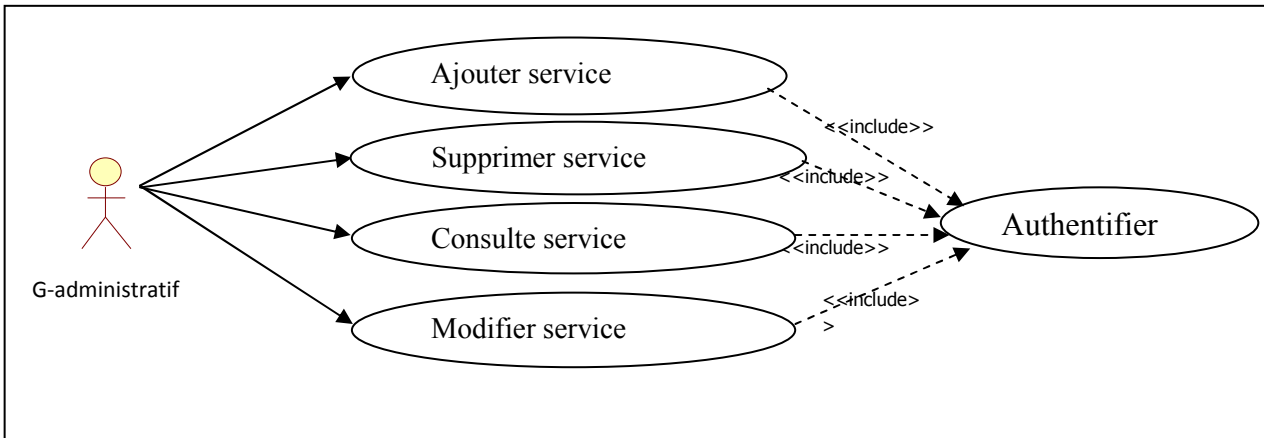 Ajouter service
<<include>>
Supprimer service
<<include>>
Authentifier
Consulte service
<<include>>
G-administratif
<<include>
>
Modifier service